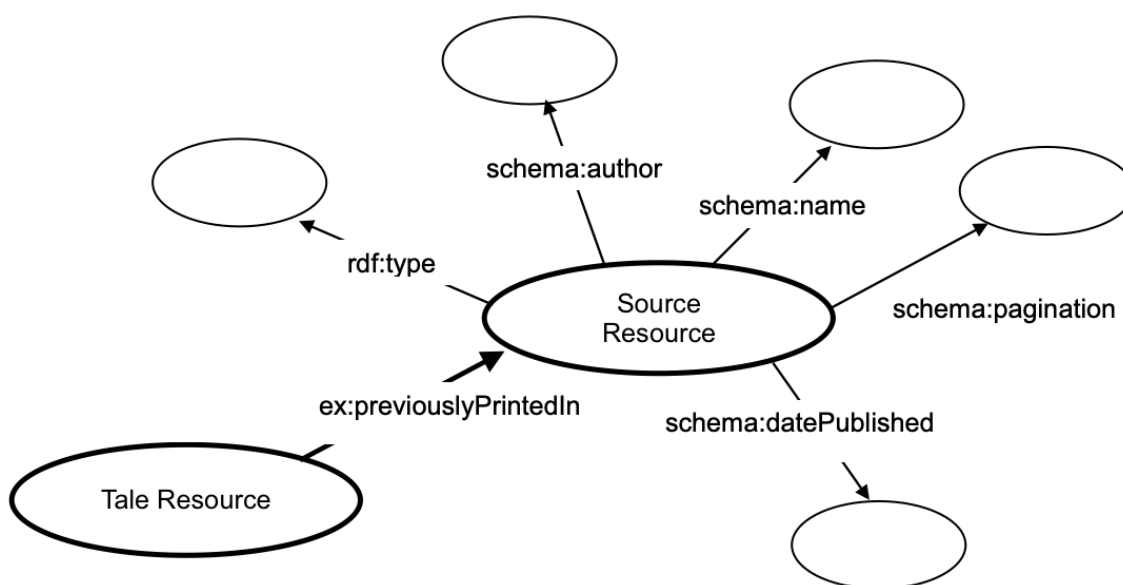 schema:author
schema:name
rdf:type
Source
Resource
schema:pagination
ex:previouslyPrintedIn
schema:datePublished
Tale Resource